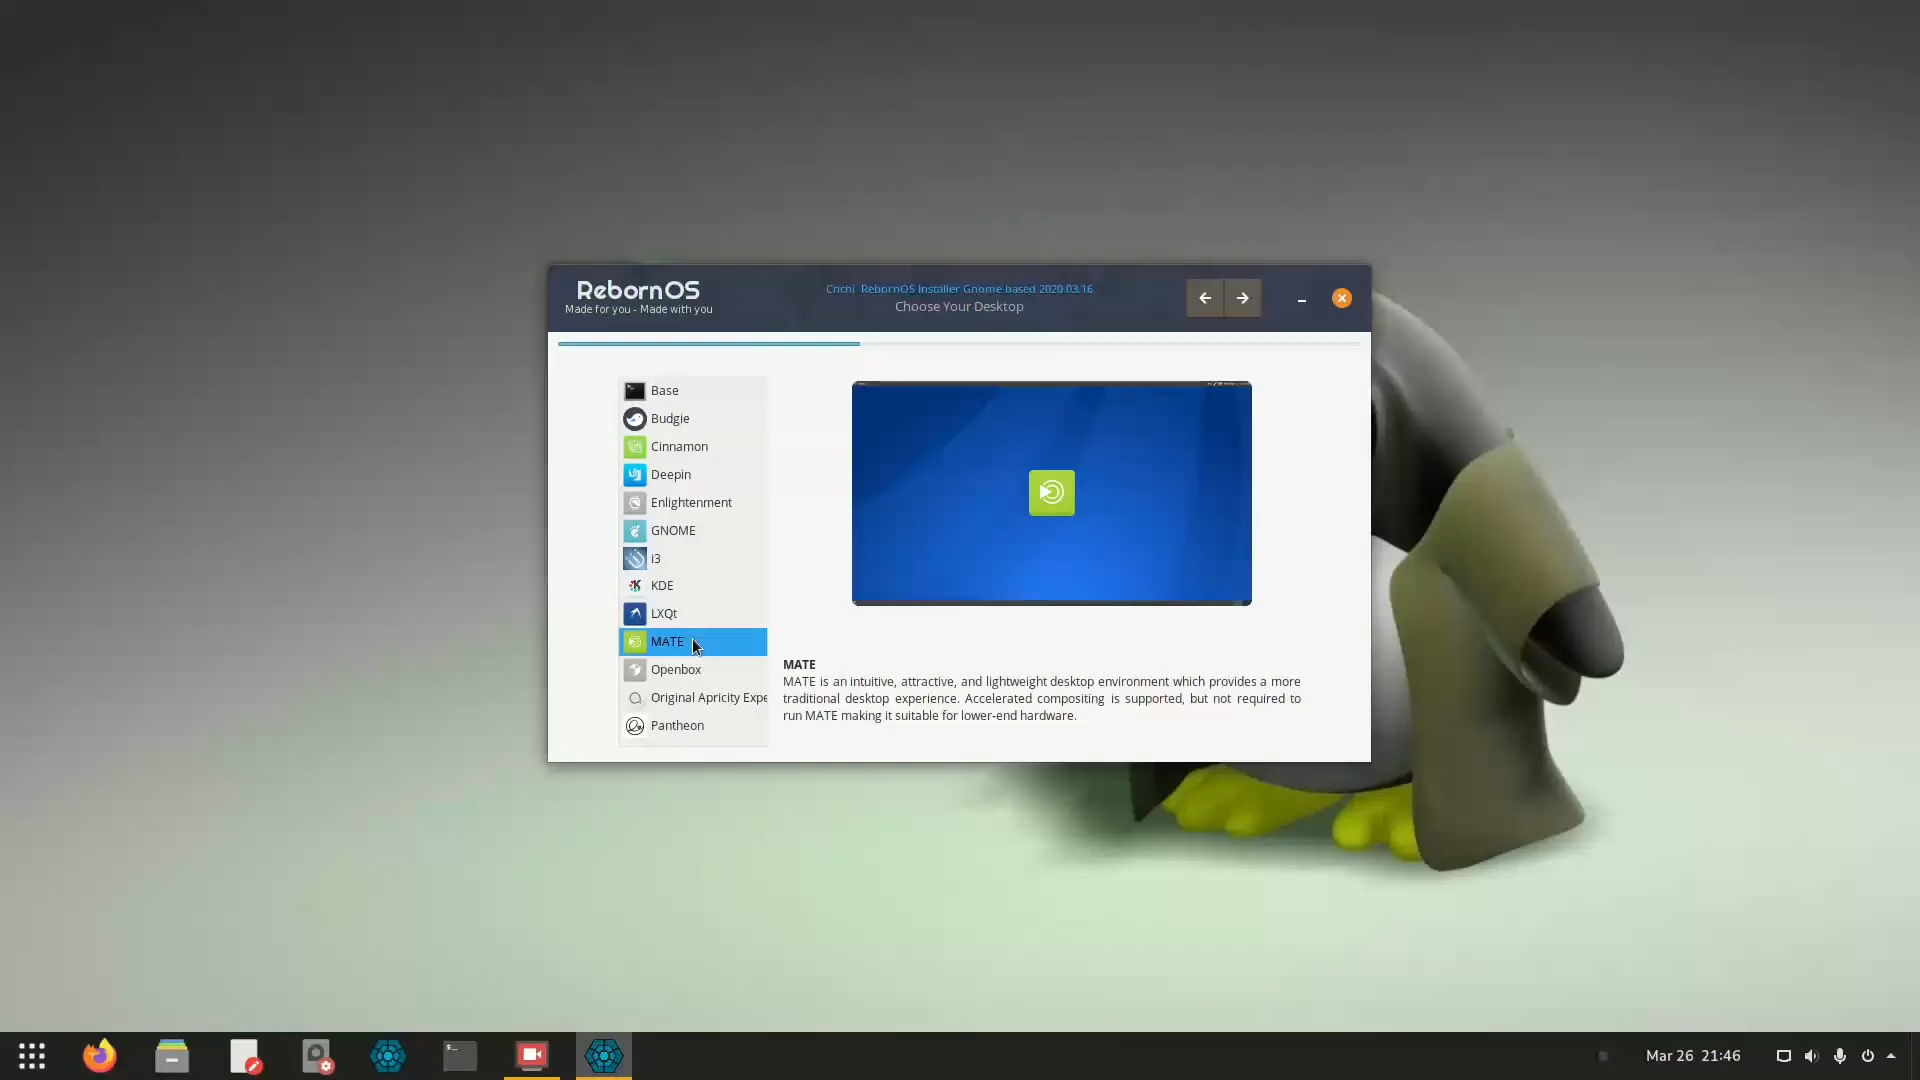 RebornOS
Made for you - Made with you
Cnchi RebornOS Installer Gnome based 2020.03.16
Choose Your Desktop
Base
Budgie
Cinnamon
Deepin
Enlightenment
GNOME
i3
KDE
LXQt
MATE
Openbox
Original Apricity Expe
Pantheon
MATE
MATE is an intuitive, attractive, and lightweight desktop environment which provides a more
traditional desktop experience. Accelerated compositing is supported, but not required to
run MATE making it suitable for lower-end hardware.
Mar 26 21:46